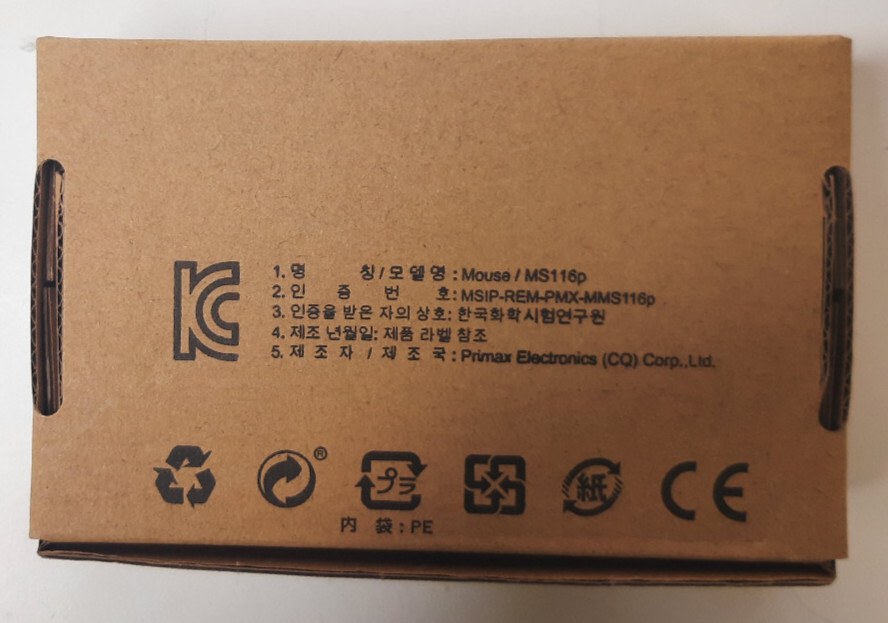 KC
1. 명 칭 / 모 델 명 : Mouse / MS116p
2. 인 증 번 호 : MSIP-REM-PMX-MMS116p
3. 인증을 받은 자의 상호: 한국화학시험연구원
4. 제조 년월일: 제품 라벨 참조
5. 제 조 자 / 제 조 국 : Primax Electronics (CQ) Corp.,Ltd.
® プラ 紙 CE
内 袋 : PE